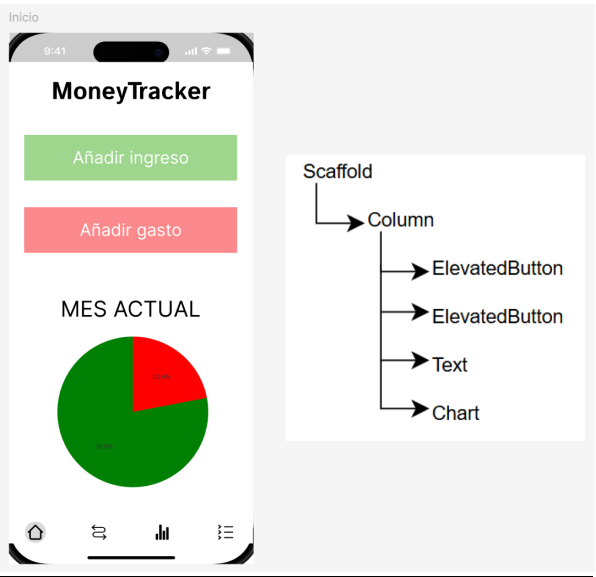 Inicio
9:41
MoneyTracker
Añadir ingreso
Añadir gasto
MES ACTUAL
Scaffold
Column
ElevatedButton
ElevatedButton
Text
Chart